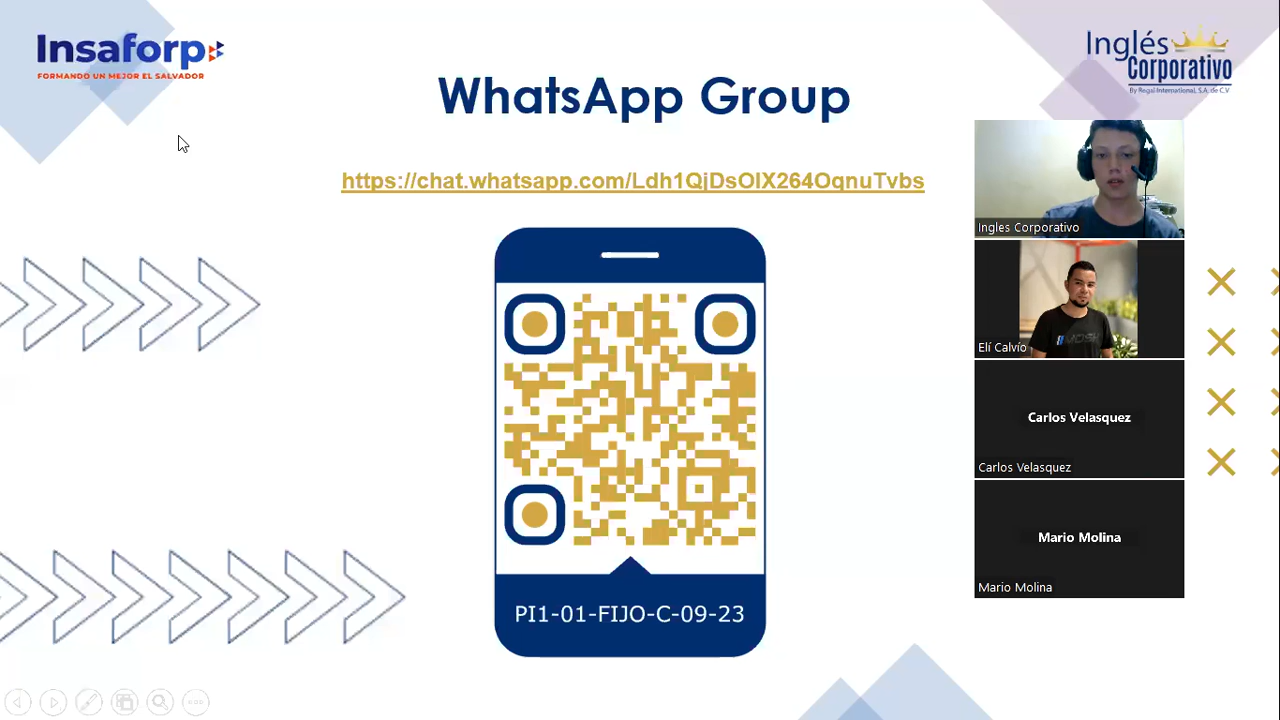 Insaforp
FORMANDO UN MEJOR EL SALVADOR
Inglés
Corporativo
By Regal International, S.A. de C.V
WhatsApp Group
https://chat.whatsapp.com/Ldh1QjDsOIX264OqnuTvbs
Ingles Corporativo
Elí Calvío
Carlos Velasquez
Carlos Velasquez
Mario Molina
Mario Molina
PI1-01-FIJO-C-09-23